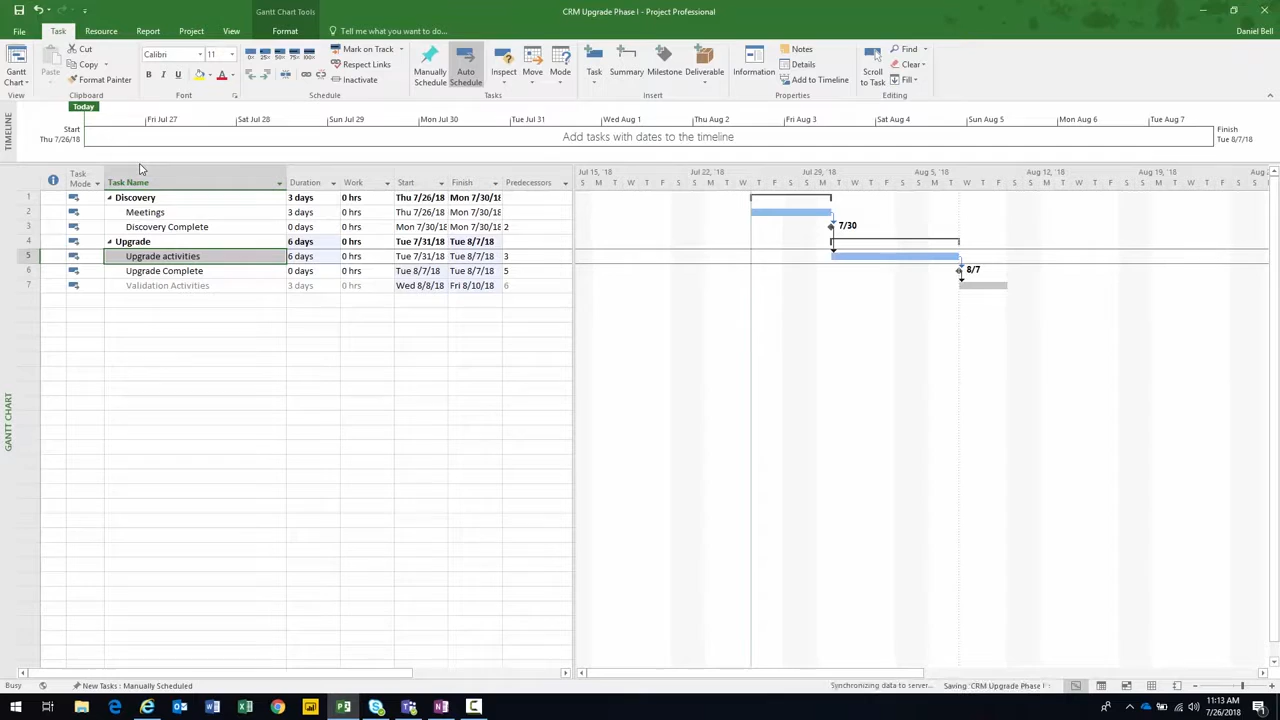 Gantt Chart Tools
CRM Upgrade Phase I - Project Professional
File Task Resource Report Project View Format Tell me what you want to do...
Daniel Bell
Gantt Chart
Paste
Cut
Copy
Format Painter
Calibri 11
B I U A
0% 25% 50% 75% 100%
Mark on Track
Respect Links
Inactivate
Manually Schedule
Auto Schedule
Inspect Move Mode
Task Summary Milestone Deliverable
Information
Notes
Details
Add to Timeline
Scroll to Task
Find
Clear
Fill
View Clipboard Font Schedule Tasks Insert Properties Editing
TIMELINE
Today
Fri Jul 27 Sat Jul 28 Sun Jul 29 Mon Jul 30 Tue Jul 31 Wed Aug 1 Thu Aug 2 Fri Aug 3 Sat Aug 4 Sun Aug 5 Mon Aug 6 Tue Aug 7
Start
Thu 7/26/18
Add tasks with dates to the timeline
Finish
Tue 8/7/18
Task Mode Task Name Duration Work Start Finish Predecessors
1 Discovery 3 days 0 hrs Thu 7/26/18 Mon 7/30/18
2 Meetings 3 days 0 hrs Thu 7/26/18 Mon 7/30/18
3 Discovery Complete 0 days 0 hrs Mon 7/30/18 Mon 7/30/18 2
4 Upgrade 6 days 0 hrs Tue 7/31/18 Tue 8/7/18
5 Upgrade activities 6 days 0 hrs Tue 7/31/18 Tue 8/7/18 3
6 Upgrade Complete 0 days 0 hrs Tue 8/7/18 Tue 8/7/18 5
7 Validation Activities 3 days 0 hrs Wed 8/8/18 Fri 8/10/18 6
Jul 15, '18 Jul 22, '18 Jul 29, '18 Aug 5, '18 Aug 12, '18 Aug 19, '18
S M T W T F S S M T W T F S S M T W T F S S M T W T F S S M T W T F S S M T W T F S S
7/30
8/7
GANTT CHART
Busy New Tasks : Manually Scheduled
Synchronizing data to server...
Saving: CRM Upgrade Phase I
11:13 AM
7/26/2018